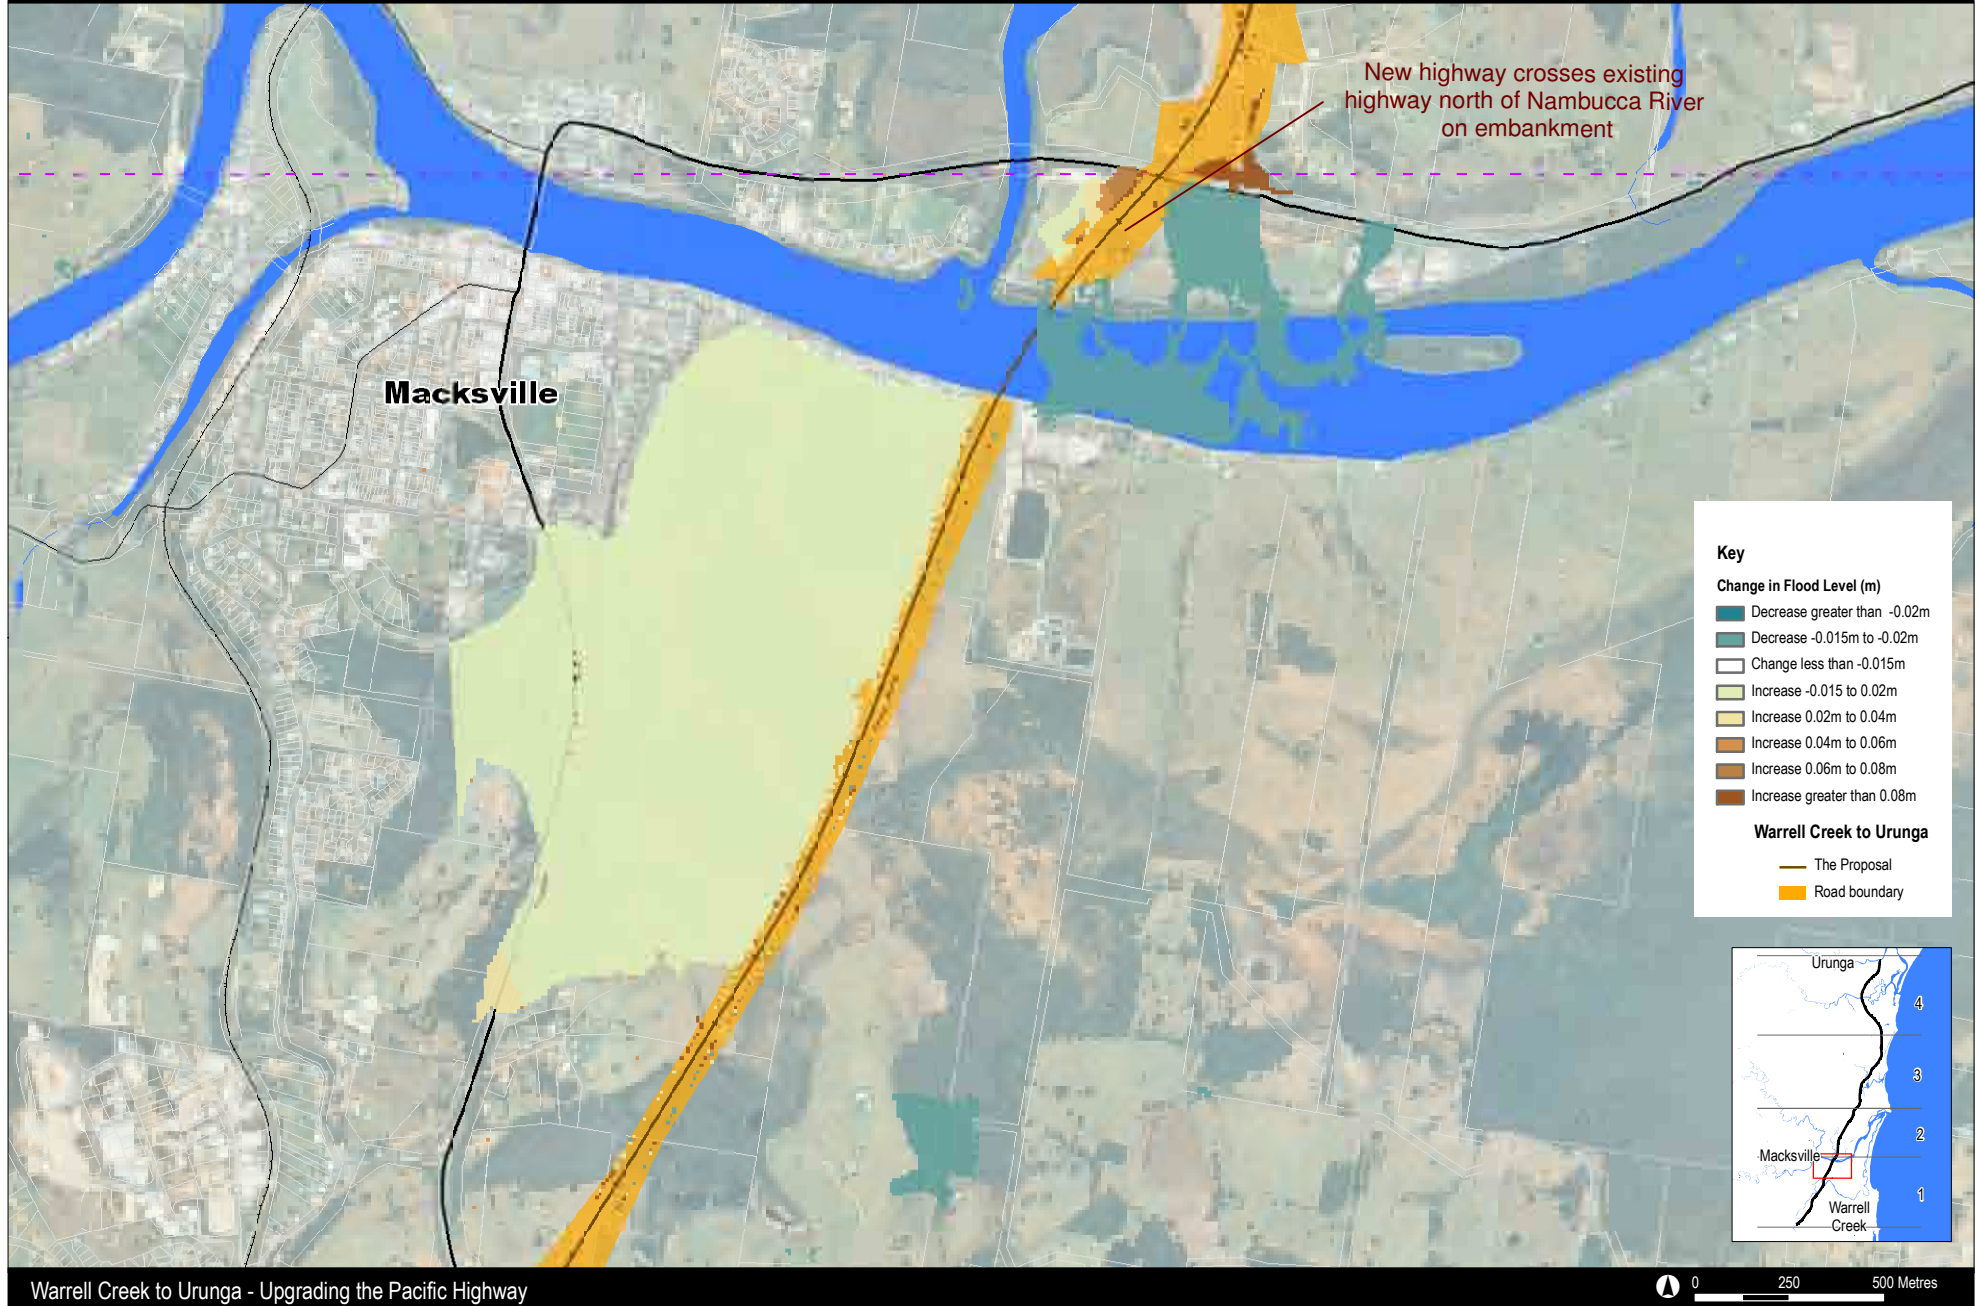 New highway crosses existing
highway north of Nambucca River
on embankment
Macksville
Key
Change in Flood Level (m)
Decrease greater than -0.02m
Decrease -0.015m to -0.02m
Change less than -0.015m
Increase -0.015 to 0.02m
Increase 0.02m to 0.04m
Increase 0.04m to 0.06m
Increase 0.06m to 0.08m
Increase greater than 0.08m
Warrell Creek to Urunga
The Proposal
Road boundary
Urunga
4
3
2
Macksville
1
Warrell
Creek
Warrell Creek to Urunga - Upgrading the Pacific Highway
0 250 500 Metres